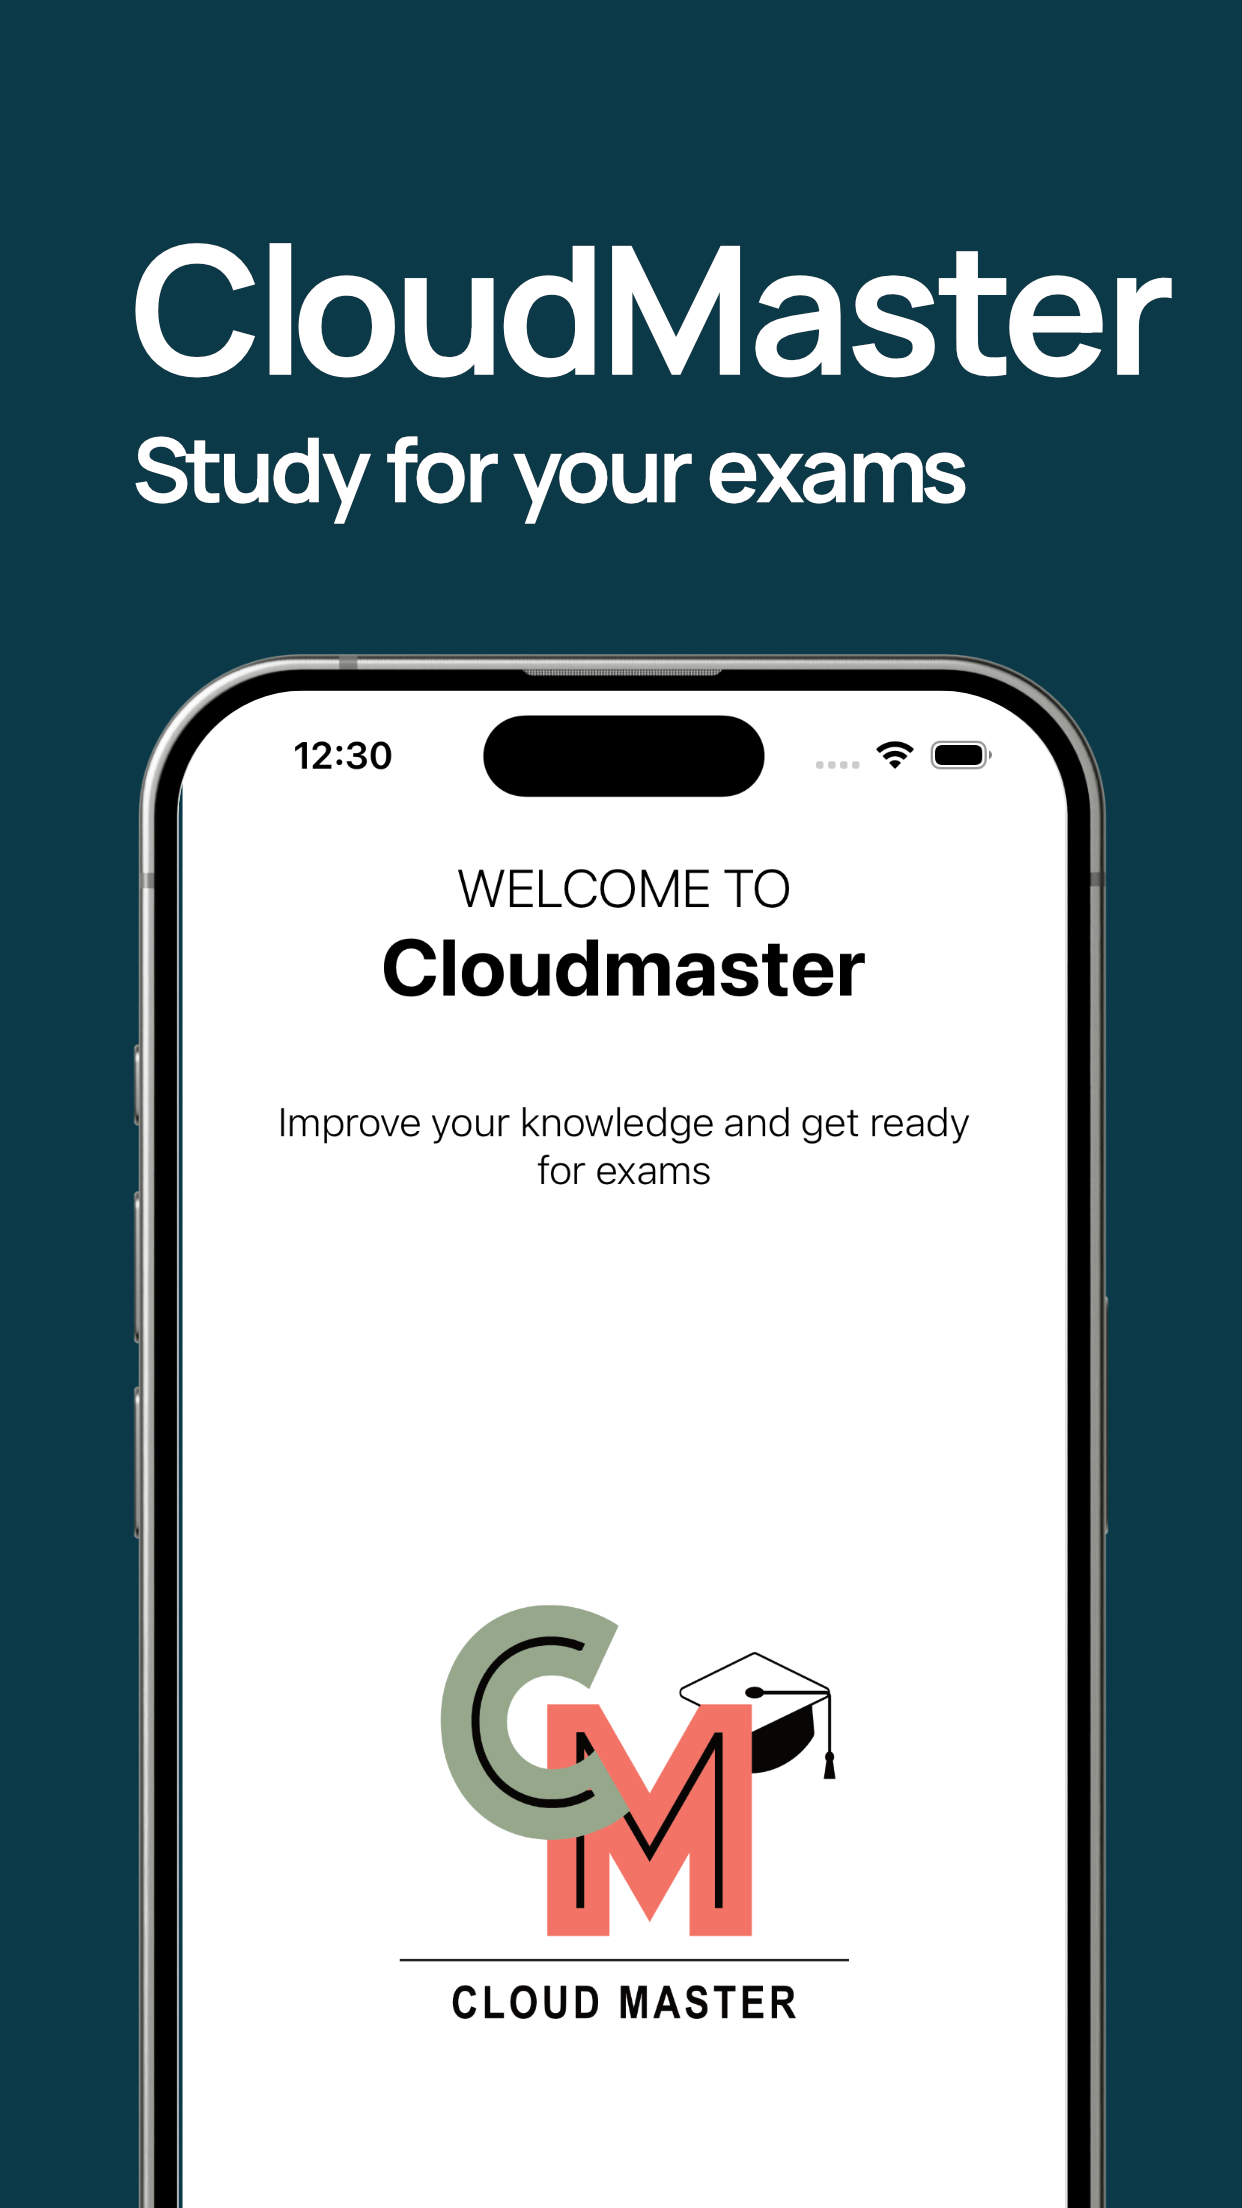 CloudMaster
Study for your exams
12:30
WELCOME TO
Cloudmaster
Improve your knowledge and get ready
for exams
CM
CLOUD MASTER